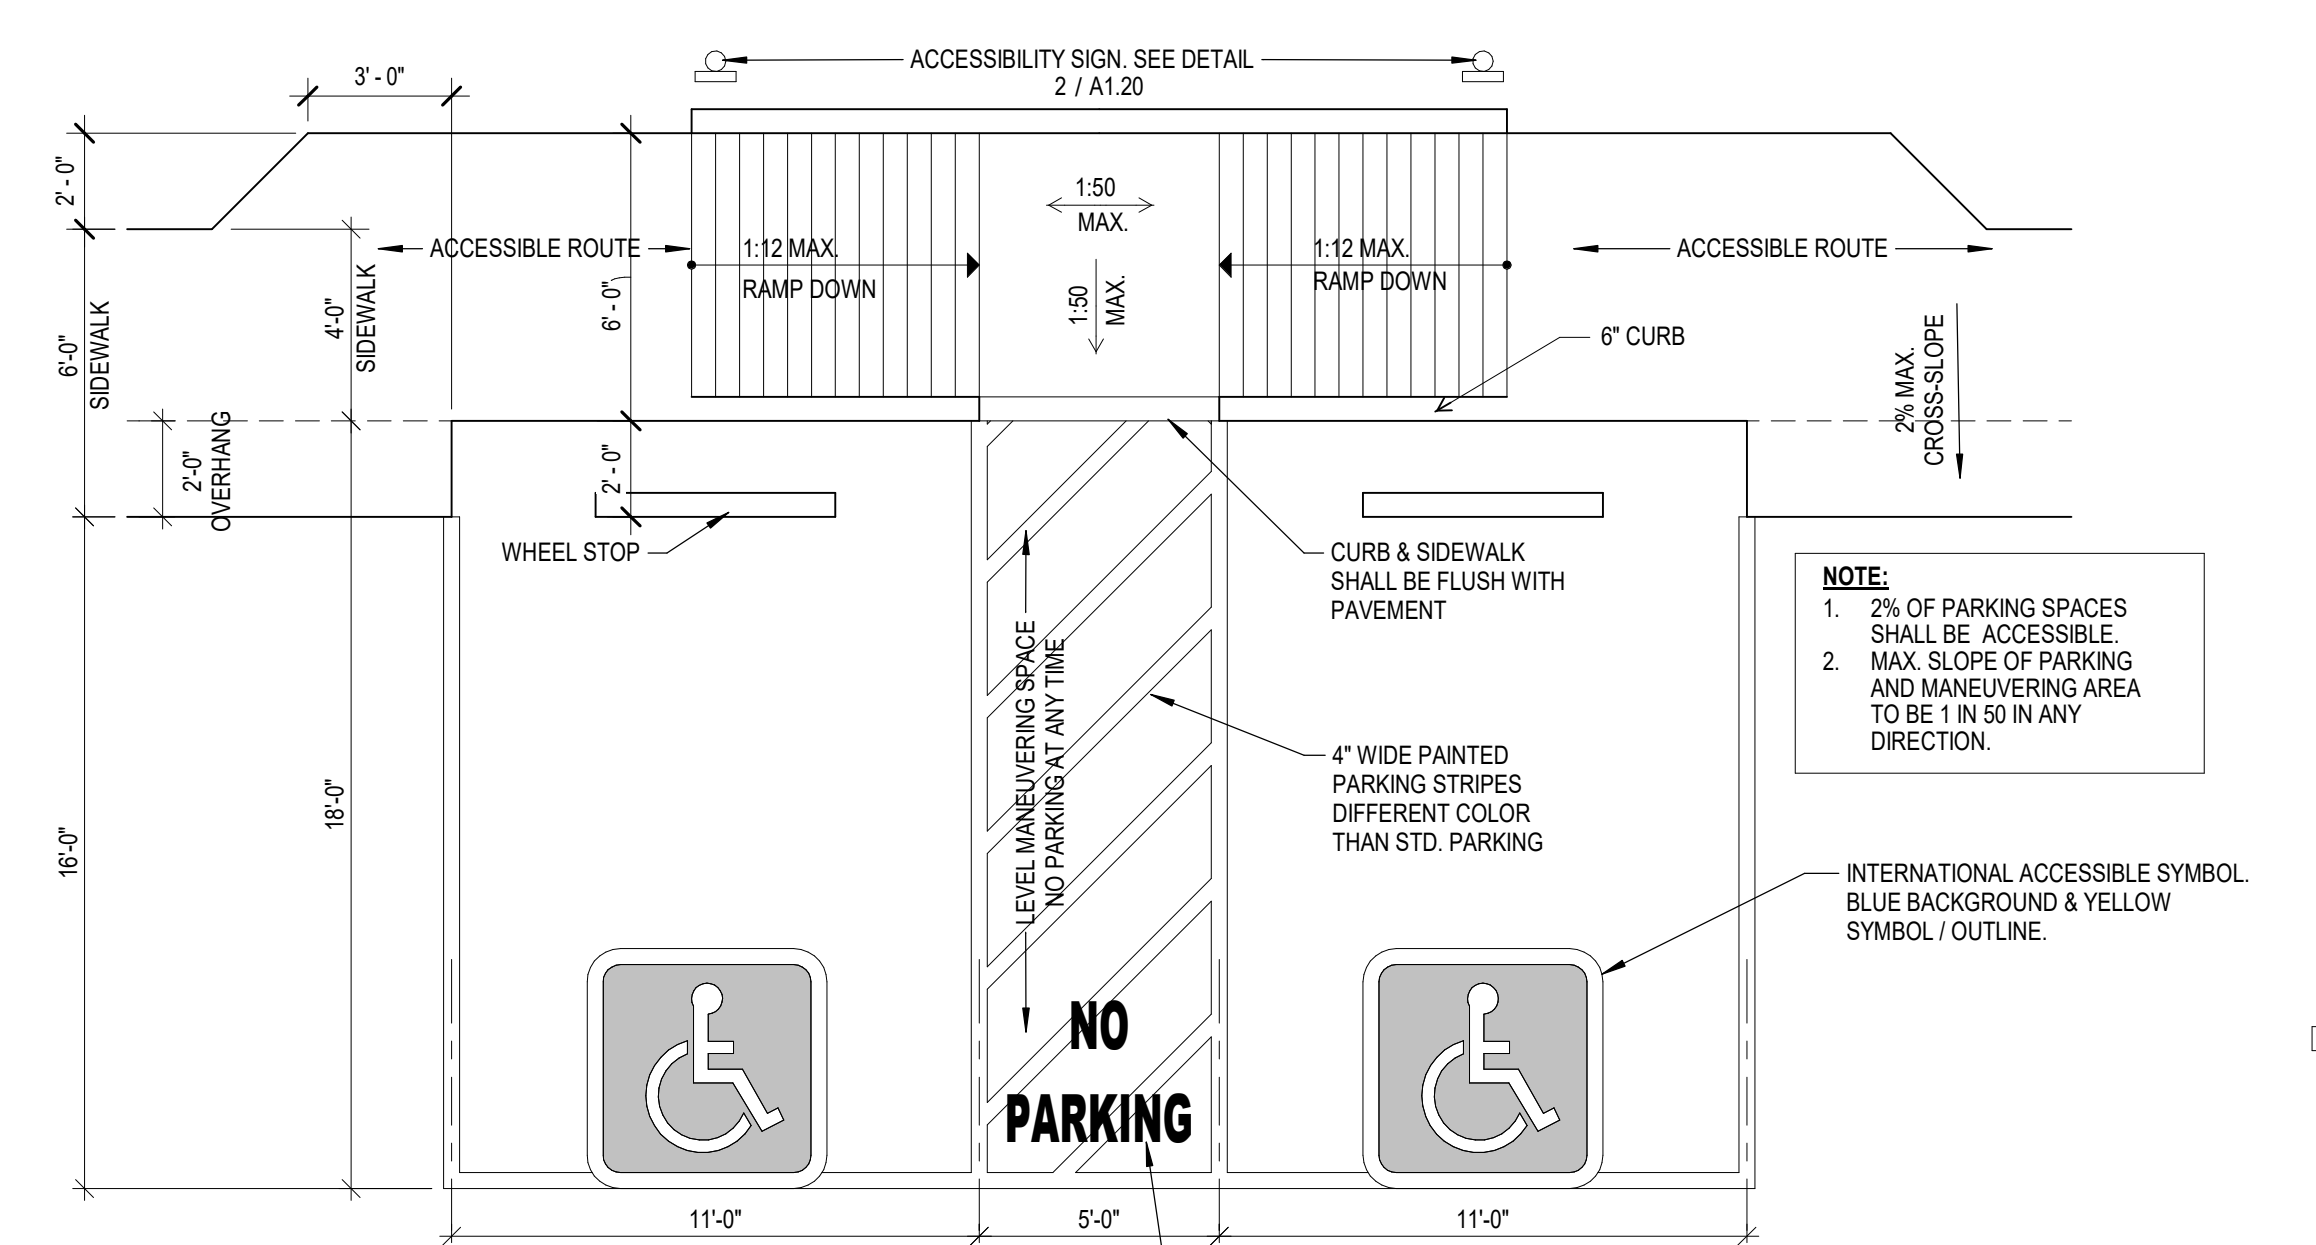 ACCESSIBILITY SIGN. SEE DETAIL
2 / A1.20
3' - 0"
2' - 0"
1:50
MAX.
ACCESSIBLE ROUTE
1:12 MAX.
RAMP DOWN
1:50
MAX.
1:12 MAX.
RAMP DOWN
ACCESSIBLE ROUTE
6'-0"
SIDEWALK
4'-0"
SIDEWALK
6' - 0"
6" CURB
2% MAX.
CROSS-SLOPE
2'-0"
OVERHANG
2' - 0"
WHEEL STOP
CURB & SIDEWALK
SHALL BE FLUSH WITH
PAVEMENT
NOTE:
1. 2% OF PARKING SPACES
SHALL BE ACCESSIBLE.
2. MAX. SLOPE OF PARKING
AND MANEUVERING AREA
TO BE 1 IN 50 IN ANY
DIRECTION.
LEVEL MANEUVERING SPACE
NO PARKING AT ANY TIME
4" WIDE PAINTED
PARKING STRIPES
DIFFERENT COLOR
THAN STD. PARKING
16'-0"
18'-0"
INTERNATIONAL ACCESSIBLE SYMBOL.
BLUE BACKGROUND & YELLOW
SYMBOL / OUTLINE.
NO
PARKING
11'-0"
5'-0"
11'-0"